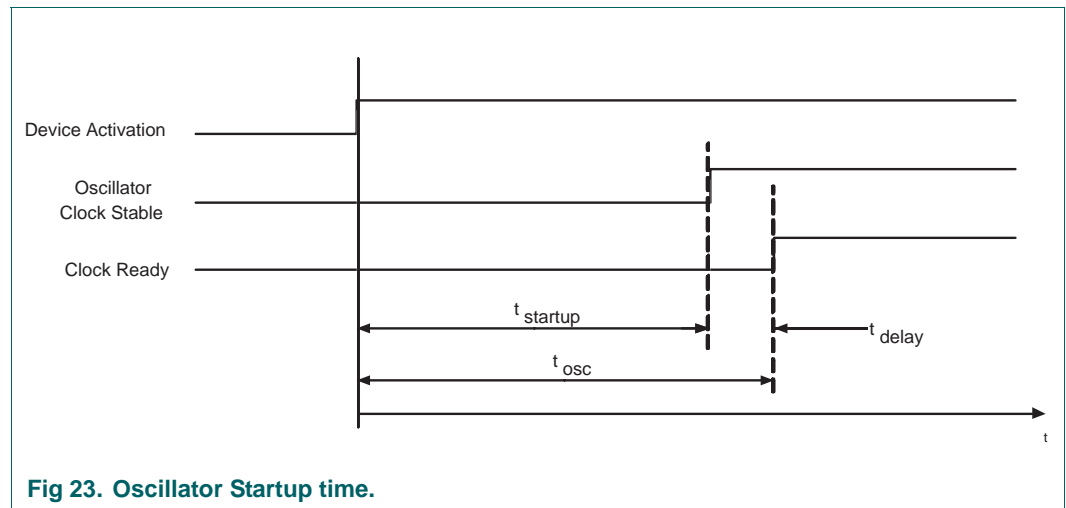 Device Activation
Oscillator
Clock Stable
Clock Ready
t startup
t delay
t osc
t
Fig 23. Oscillator Startup time.